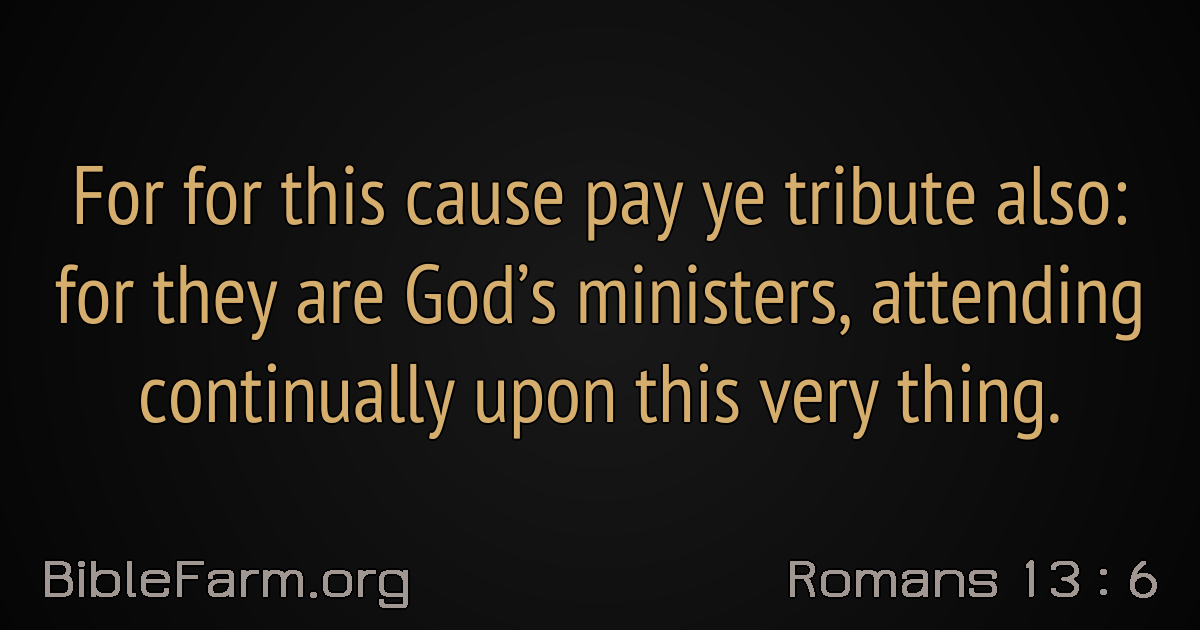 For for this cause pay ye tribute also:
for they are God’s ministers, attending
continually upon this very thing.
BibleFarm.org
Romans 13 : 6